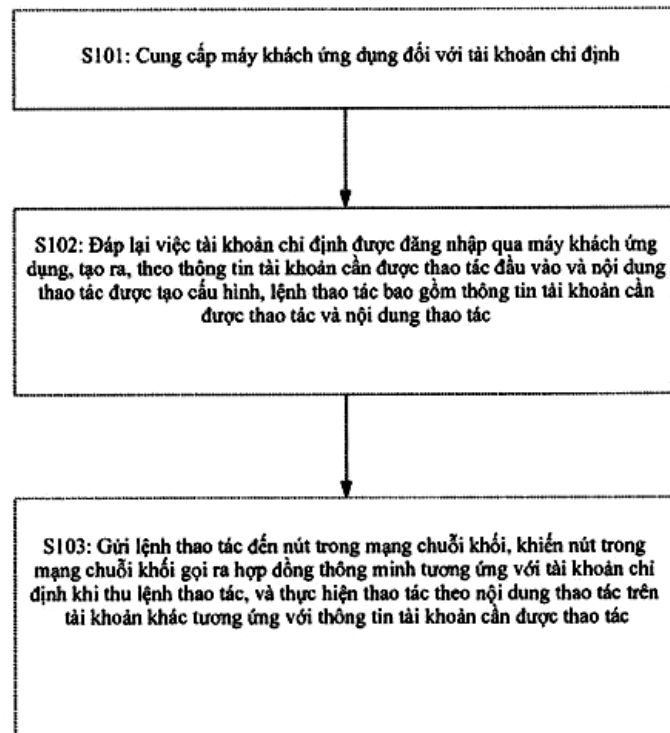 S101: Cung cấp máy khách ứng dụng đối với tài khoản chỉ định
S102: Đáp lại việc tài khoản chỉ định được đăng nhập qua máy khách ứng
dụng, tạo ra, theo thông tin tài khoản cần được thao tác đầu vào và nội dung
thao tác được tạo cấu hình, lệnh thao tác bao gồm thông tin tài khoản cần
được thao tác và nội dung thao tác
S103: Gửi lệnh thao tác đến nút trong mạng chuỗi khối, khiến nút trong
mạng chuỗi khối gọi ra hợp đồng thông minh tương ứng với tài khoản chỉ
định khi thu lệnh thao tác, và thực hiện thao tác theo nội dung thao tác trên
tài khoản khác tương ứng với thông tin tài khoản cần được thao tác